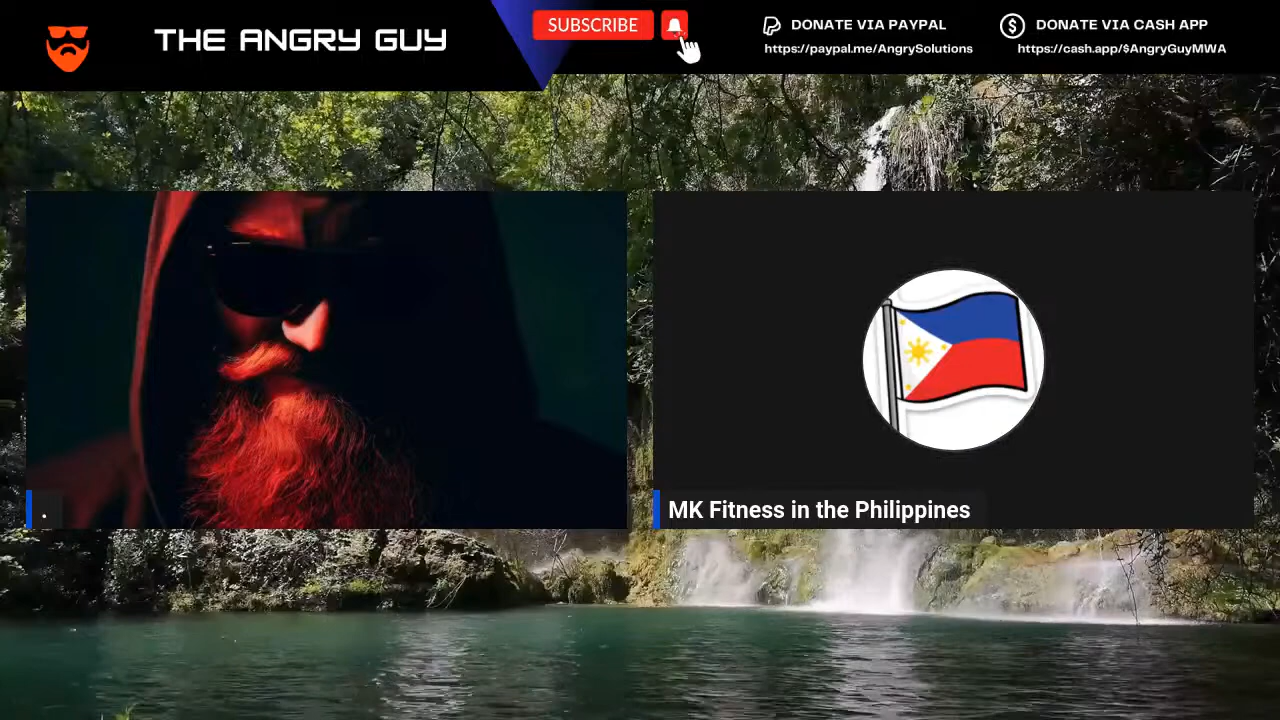 THE ANGRY GUY
SUBSCRIBE
DONATE VIA PAYPAL
https://paypal.me/AngrySolutions
DONATE VIA CASH APP
https://cash.app/$AngryGuyMWA
.
MK Fitness in the Philippines